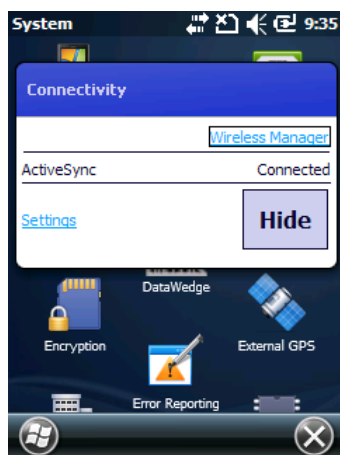 System 9:35
Connectivity
Wireless Manager
ActiveSync Connected
Settings Hide
DataWedge
Encryption External GPS
Error Reporting